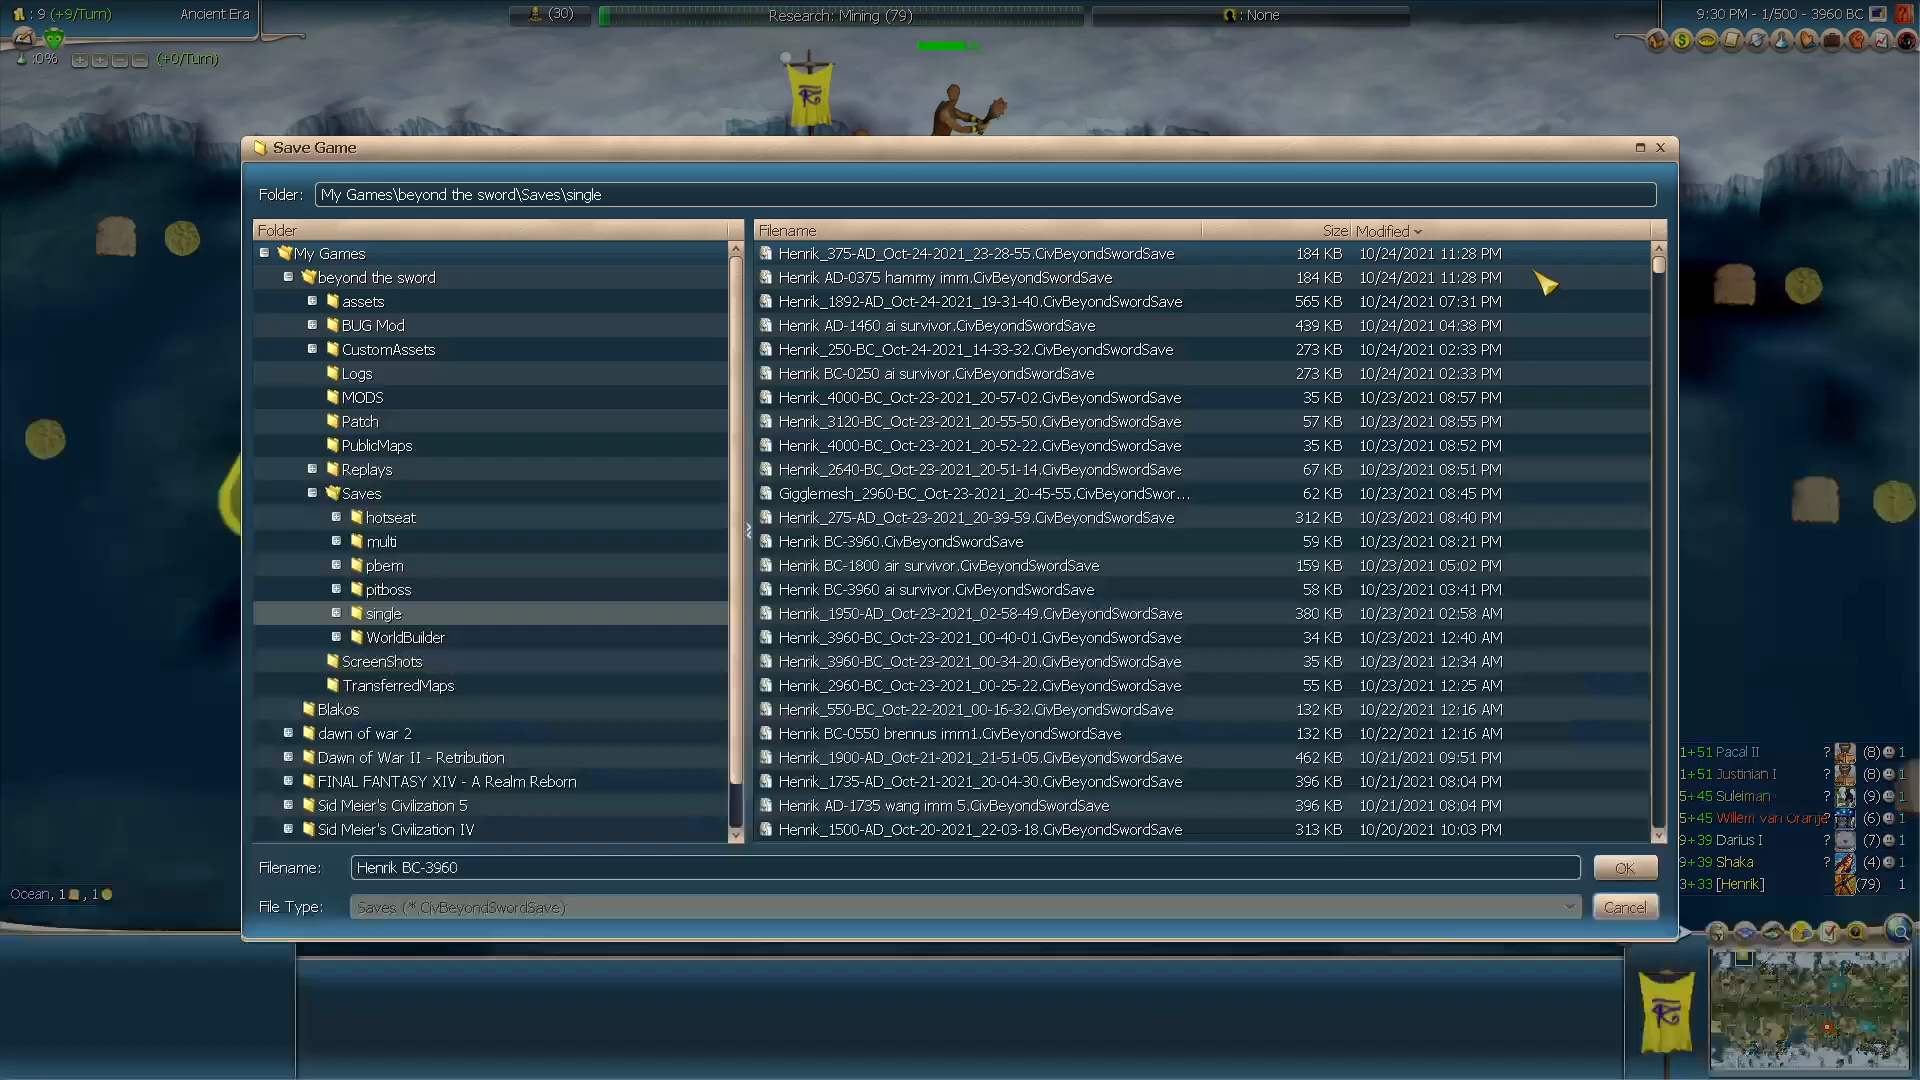 : 9 (+9/Turn)
Ancient Era
(30)
Research: Mining (79)
: None
9:30 PM - 1/500 - 3960 BC
:0%
(+0/Turn)
Save Game
Folder: My Games\beyond the sword\Saves\single
Folder
My Games
beyond the sword
assets
BUG Mod
CustomAssets
Logs
MODS
Patch
PublicMaps
Replays
Saves
hotseat
multi
pbem
pitboss
single
WorldBuilder
ScreenShots
TransferredMaps
Blakos
dawn of war 2
Dawn of War II - Retribution
FINAL FANTASY XIV - A Realm Reborn
Sid Meier's Civilization 5
Sid Meier's Civilization IV
Filename Size Modified
Henrik_375-AD_Oct-24-2021_23-28-55.CivBeyondSwordSave 184 KB 10/24/2021 11:28 PM
Henrik AD-0375 hammy imm.CivBeyondSwordSave 184 KB 10/24/2021 11:28 PM
Henrik_1892-AD_Oct-24-2021_19-31-40.CivBeyondSwordSave 565 KB 10/24/2021 07:31 PM
Henrik AD-1460 ai survivor.CivBeyondSwordSave 439 KB 10/24/2021 04:38 PM
Henrik_250-BC_Oct-24-2021_14-33-32.CivBeyondSwordSave 273 KB 10/24/2021 02:33 PM
Henrik BC-0250 ai survivor.CivBeyondSwordSave 273 KB 10/24/2021 02:33 PM
Henrik_4000-BC_Oct-23-2021_20-57-02.CivBeyondSwordSave 35 KB 10/23/2021 08:57 PM
Henrik_3120-BC_Oct-23-2021_20-55-50.CivBeyondSwordSave 57 KB 10/23/2021 08:55 PM
Henrik_4000-BC_Oct-23-2021_20-52-22.CivBeyondSwordSave 35 KB 10/23/2021 08:52 PM
Henrik_2640-BC_Oct-23-2021_20-51-14.CivBeyondSwordSave 67 KB 10/23/2021 08:51 PM
Gigglemesh_2960-BC_Oct-23-2021_20-45-55.CivBeyondSwor... 62 KB 10/23/2021 08:45 PM
Henrik_275-AD_Oct-23-2021_20-39-59.CivBeyondSwordSave 312 KB 10/23/2021 08:40 PM
Henrik BC-3960.CivBeyondSwordSave 59 KB 10/23/2021 08:21 PM
Henrik BC-1800 air survivor.CivBeyondSwordSave 159 KB 10/23/2021 05:02 PM
Henrik BC-3960 ai survivor.CivBeyondSwordSave 58 KB 10/23/2021 03:41 PM
Henrik_1950-AD_Oct-23-2021_02-58-49.CivBeyondSwordSave 380 KB 10/23/2021 02:58 AM
Henrik_3960-BC_Oct-23-2021_00-40-01.CivBeyondSwordSave 34 KB 10/23/2021 12:40 AM
Henrik_3960-BC_Oct-23-2021_00-34-20.CivBeyondSwordSave 35 KB 10/23/2021 12:34 AM
Henrik_2960-BC_Oct-23-2021_00-25-22.CivBeyondSwordSave 55 KB 10/23/2021 12:25 AM
Henrik_550-BC_Oct-22-2021_00-16-32.CivBeyondSwordSave 132 KB 10/22/2021 12:16 AM
Henrik BC-0550 brennus imm1.CivBeyondSwordSave 132 KB 10/22/2021 12:16 AM
Henrik_1900-AD_Oct-21-2021_21-51-05.CivBeyondSwordSave 462 KB 10/21/2021 09:51 PM
Henrik_1735-AD_Oct-21-2021_20-04-30.CivBeyondSwordSave 396 KB 10/21/2021 08:04 PM
Henrik AD-1735 wang imm 5.CivBeyondSwordSave 396 KB 10/21/2021 08:04 PM
Henrik_1500-AD_Oct-20-2021_22-03-18.CivBeyondSwordSave 313 KB 10/20/2021 10:03 PM
Filename: Henrik BC-3960
OK
File Type: Saves (*.CivBeyondSwordSave)
Cancel
Ocean, 1, 1
1+51 Pacal II ? (8) 1
1+51 Justinian I ? (8) 1
5+45 Suleiman ? (9) 1
5+45 Willem van Oranje ? (6) 1
9+39 Darius I ? (7) 1
9+39 Shaka ? (4) 1
3+33 [Henrik] (79) 1